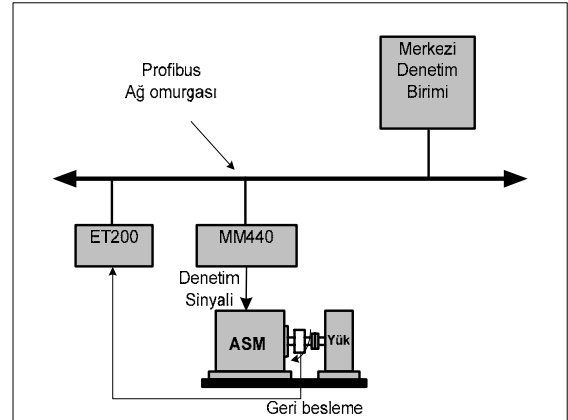 Merkezi
Denetim
Birimi
Profibus
Ağ omurgası
ET200
MM440
Denetim
Sinyali
ASM
Yük
Geri besleme